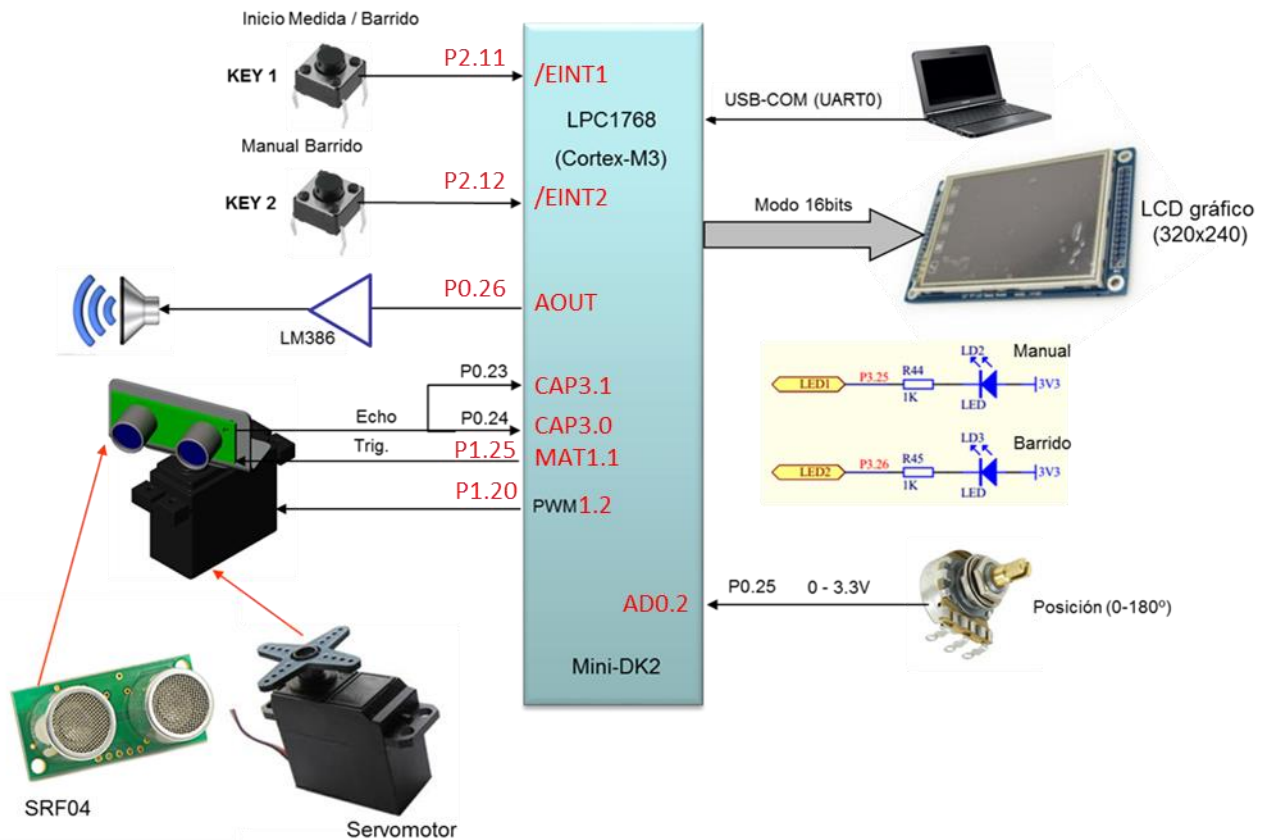 Inicio Medida / Barrido
KEY 1
P2.11
/EINT1
LPC1768
(Cortex-M3)
USB-COM (UART0)
Manual Barrido
KEY 2
P2.12
/EINT2
Modo 16bits
LCD gráfico
(320x240)
P0.26
AOUT
LM386
P0.23
CAP3.1
Echo
P0.24
CAP3.0
Trig.
P1.25
MAT1.1
P1.20
PWM1.2
LD2
Manual
LED1
P3.25
R44
1K
LED
3V3
LD3
Barrido
LED2
P3.26
R45
1K
LED
3V3
AD0.2
P0.25
0 - 3.3V
Posición (0-180º)
Mini-DK2
SRF04
Servomotor